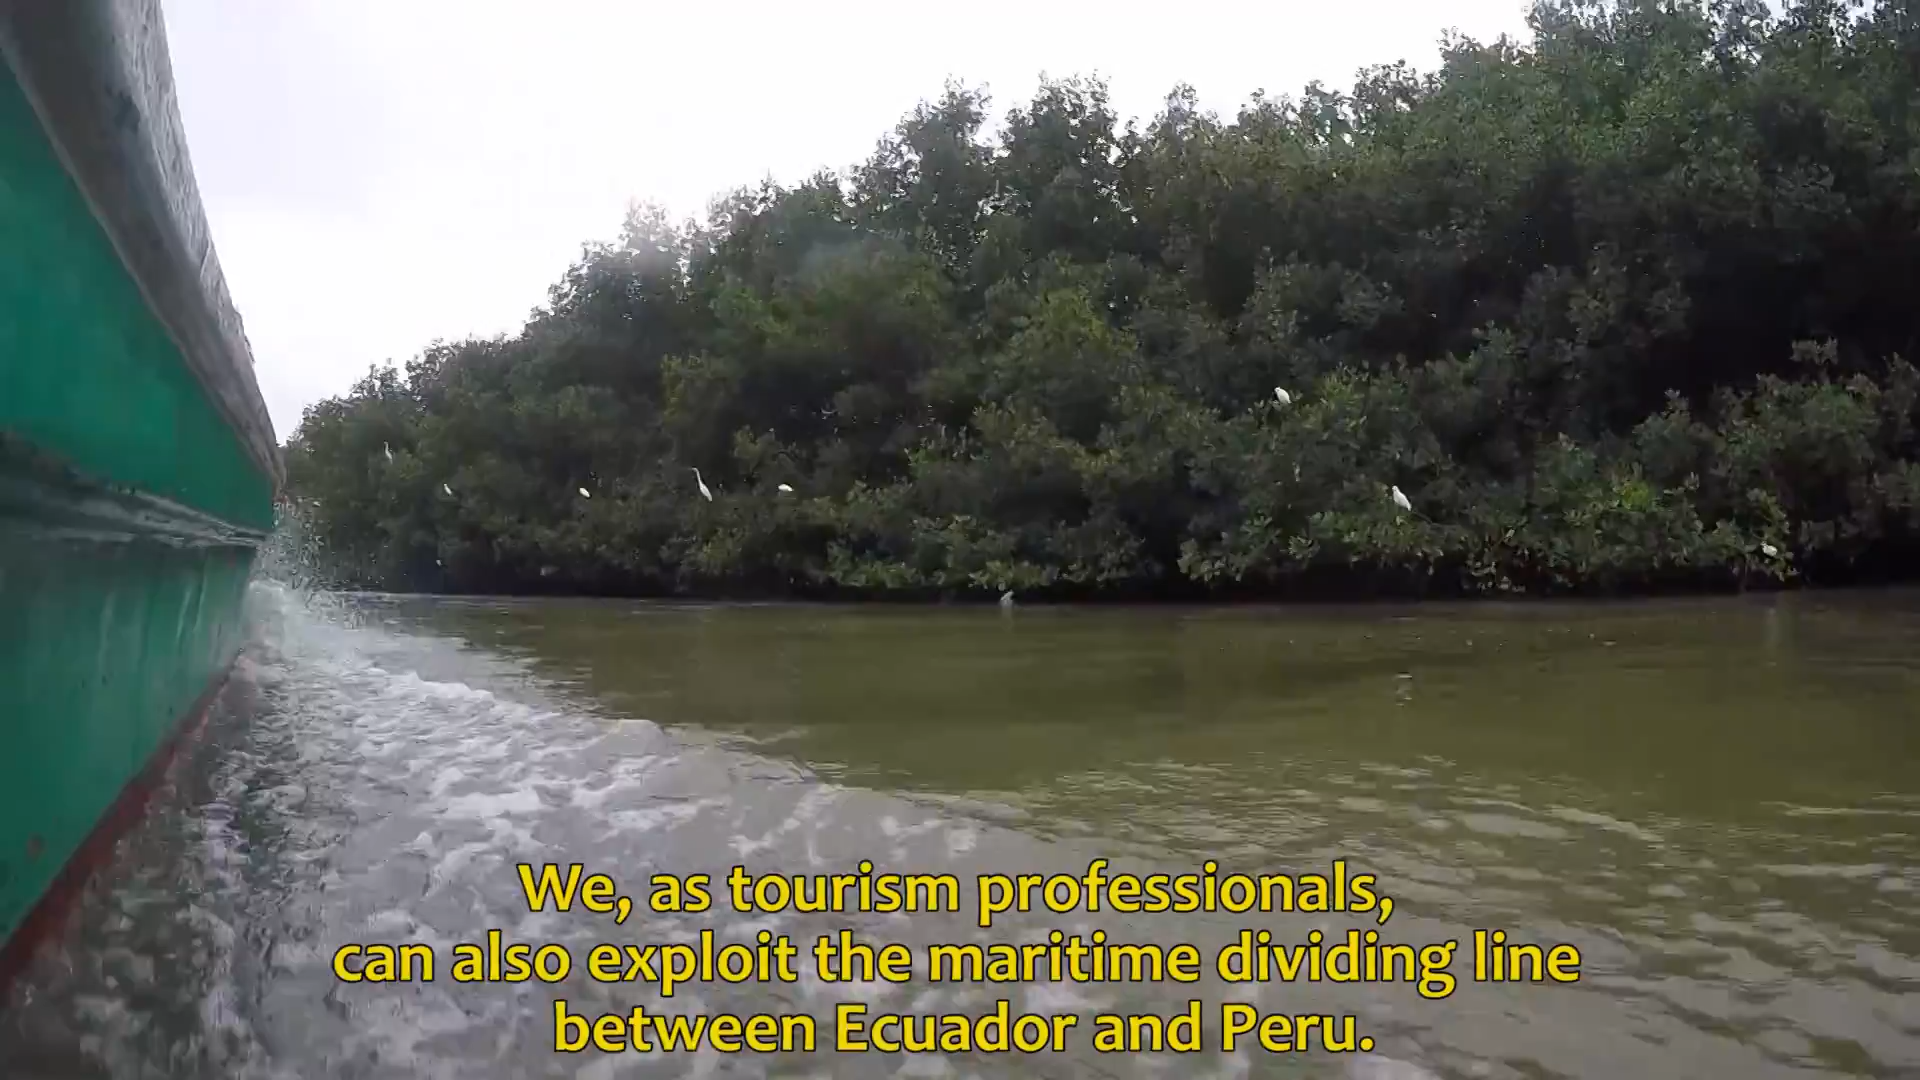 We, as tourism professionals,
can also exploit the maritime dividing line
between Ecuador and Peru.